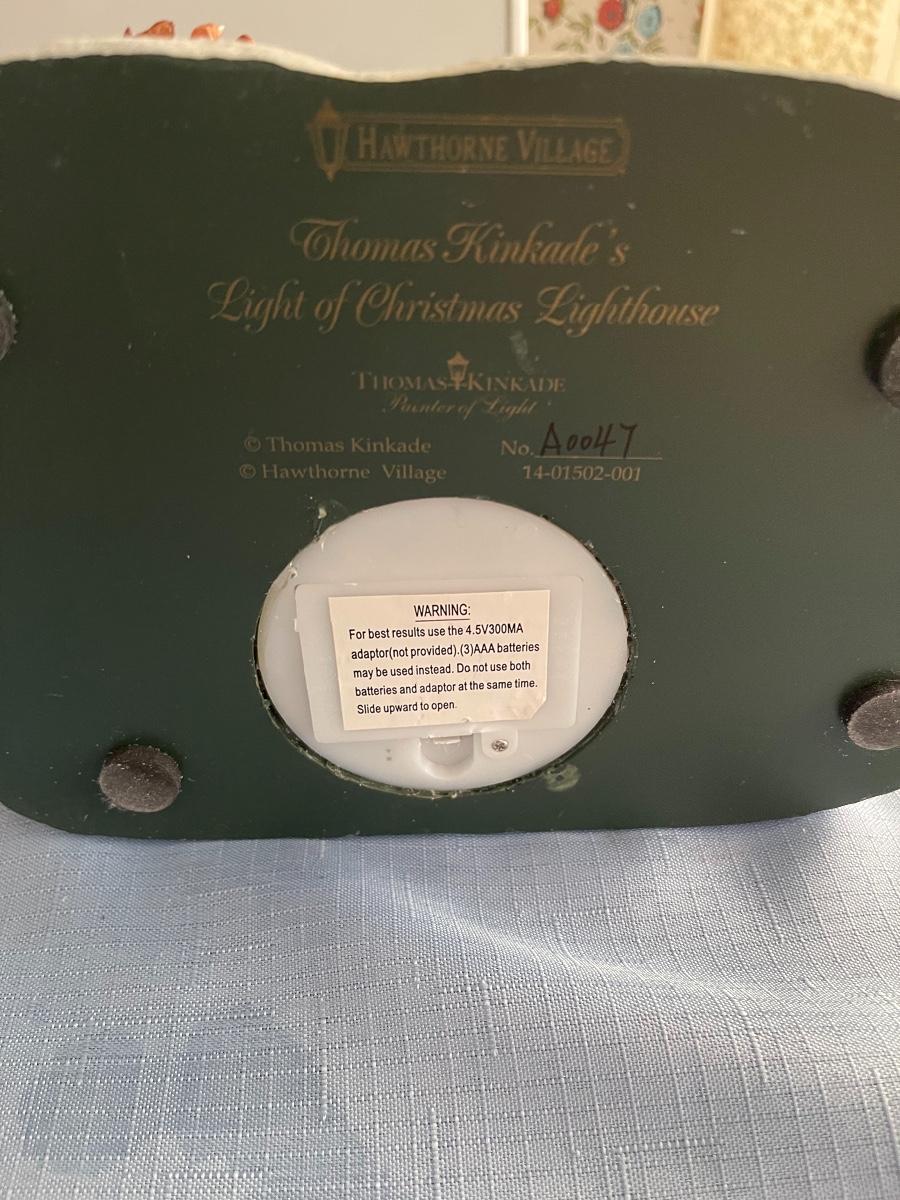 HAWTHORNE VILLAGE
Thomas Kinkade's
Light of Christmas Lighthouse
THOMAS KINKADE
Painter of Light
© Thomas Kinkade No. A0047
© Hawthorne Village 14-01502-001
WARNING:
For best results use the 4.5V300MA
adaptor(not provided).(3)AAA batteries
may be used instead. Do not use both
batteries and adaptor at the same time.
Slide upward to open.